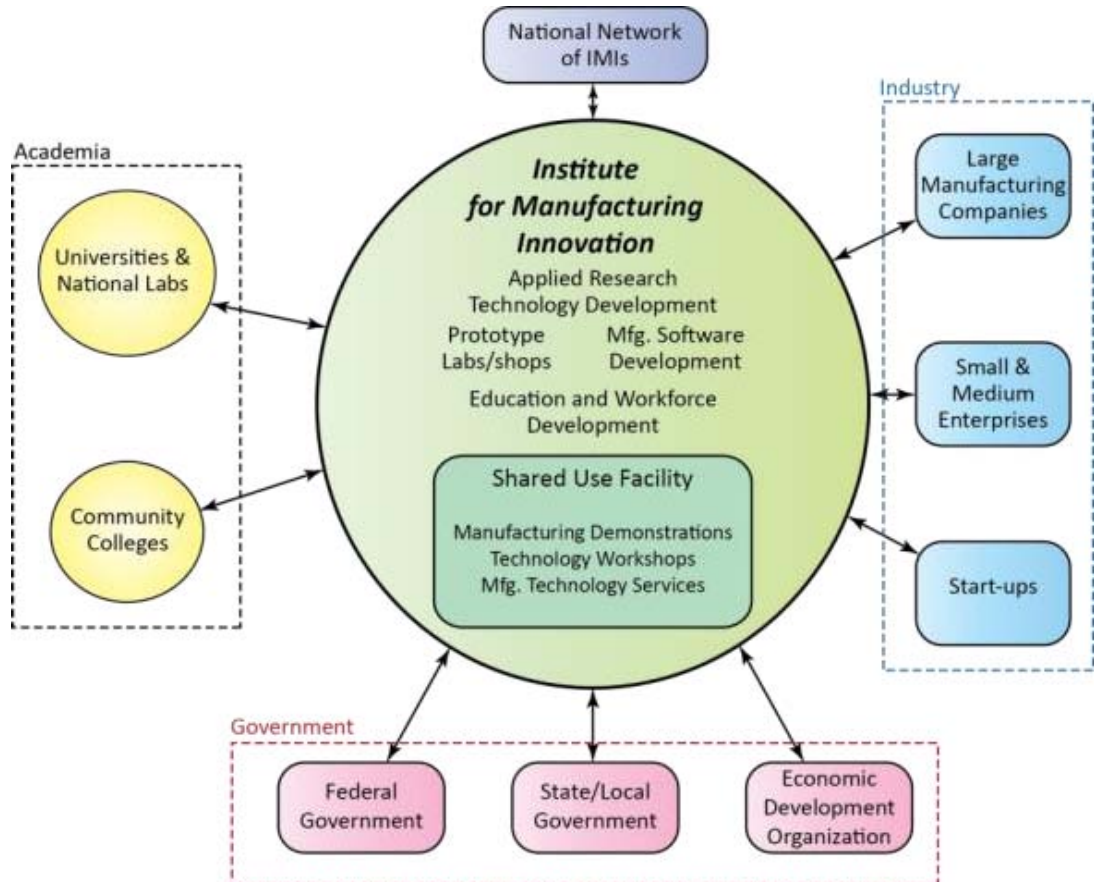 National Network
of IMIs
Industry
Academia
Large
Manufacturing
Companies
Institute
for Manufacturing
Innovation
Universities &
National Labs
Applied Research
Technology Development
Prototype
Labs/shops
Mfg. Software
Development
Education and Workforce
Development
Small &
Medium
Enterprises
Shared Use Facility
Manufacturing Demonstrations
Technology Workshops
Mfg. Technology Services
Community
Colleges
Start-ups
Government
Federal
Government
State/Local
Government
Economic
Development
Organization